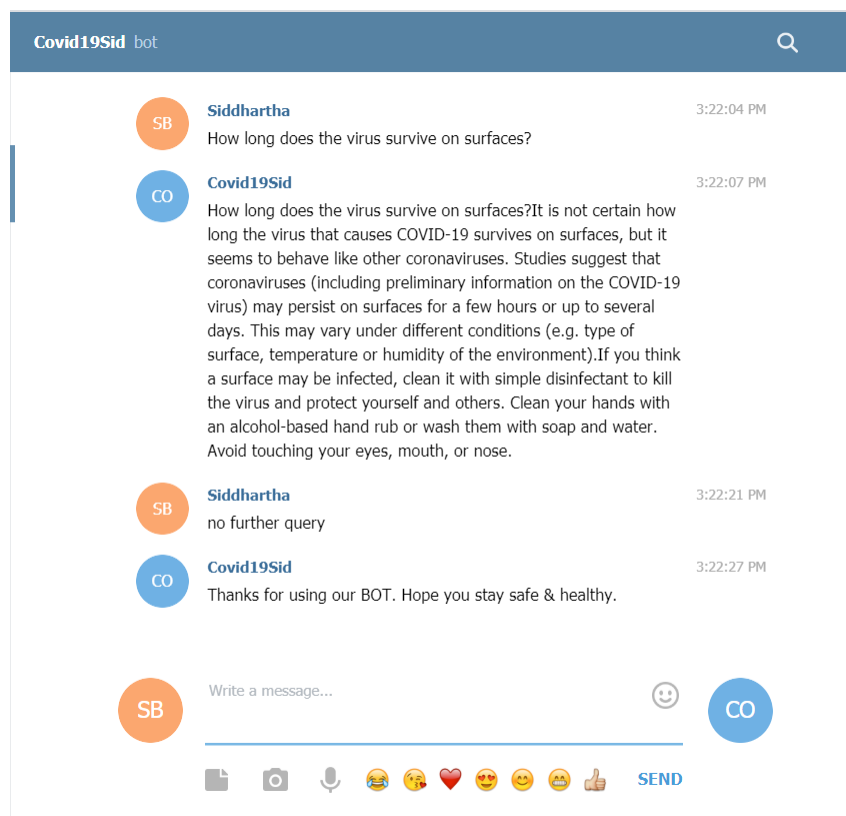 Covid19Sid bot
SB
Siddhartha 3:22:04 PM
How long does the virus survive on surfaces?
CO
Covid19Sid 3:22:07 PM
How long does the virus survive on surfaces?It is not certain how
long the virus that causes COVID-19 survives on surfaces, but it
seems to behave like other coronaviruses. Studies suggest that
coronaviruses (including preliminary information on the COVID-19
virus) may persist on surfaces for a few hours or up to several
days. This may vary under different conditions (e.g. type of
surface, temperature or humidity of the environment).If you think
a surface may be infected, clean it with simple disinfectant to kill
the virus and protect yourself and others. Clean your hands with
an alcohol-based hand rub or wash them with soap and water.
Avoid touching your eyes, mouth, or nose.
SB
Siddhartha 3:22:21 PM
no further query
CO
Covid19Sid 3:22:27 PM
Thanks for using our BOT. Hope you stay safe & healthy.
SB
Write a message...
CO
SEND